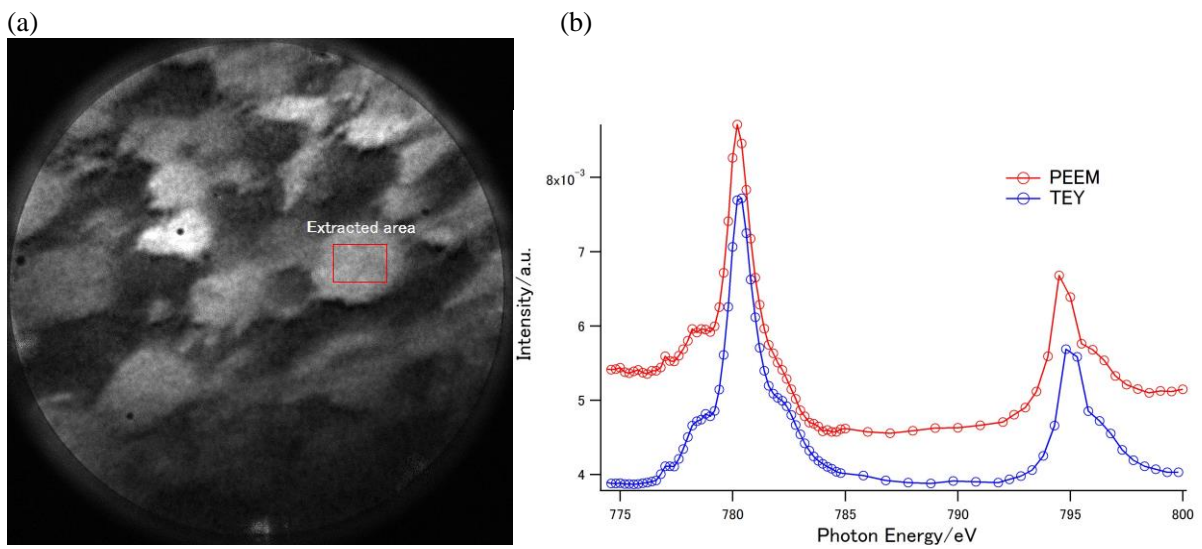 (a)
(b)
Extracted area
PEEM
TEY
8x10⁻³
7
6
5
4
Intensity/a.u.
775
780
785
790
795
800
Photon Energy/eV